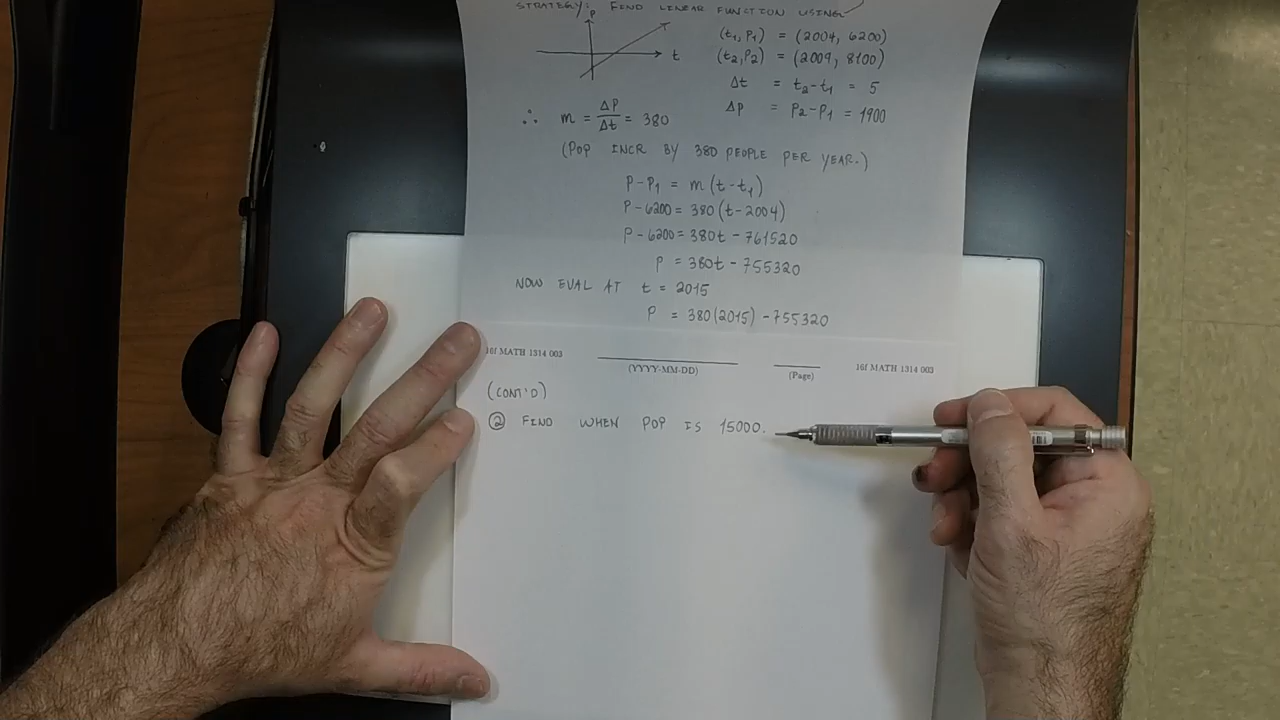 STRATEGY: FIND LINEAR FUNCTION USING
P
t
(t₁, P₁) = (2004, 6200)
(t₂, P₂) = (2009, 8100)
Δt = t₂-t₁ = 5
Δp = P₂-P₁ = 1900
∴ m = ΔP/Δt = 380
(POP INCR BY 380 PEOPLE PER YEAR.)
P-P₁ = m(t-t₁)
P-6200 = 380(t-2004)
P-6200 = 380t - 761520
P = 380t - 755320
NOW EVAL AT t = 2015
P = 380(2015) - 755320
16f MATH 1314 003 (YYYY-MM-DD) (Page) 16f MATH 1314 003
(CONT'D)
② FIND WHEN POP IS 15000.